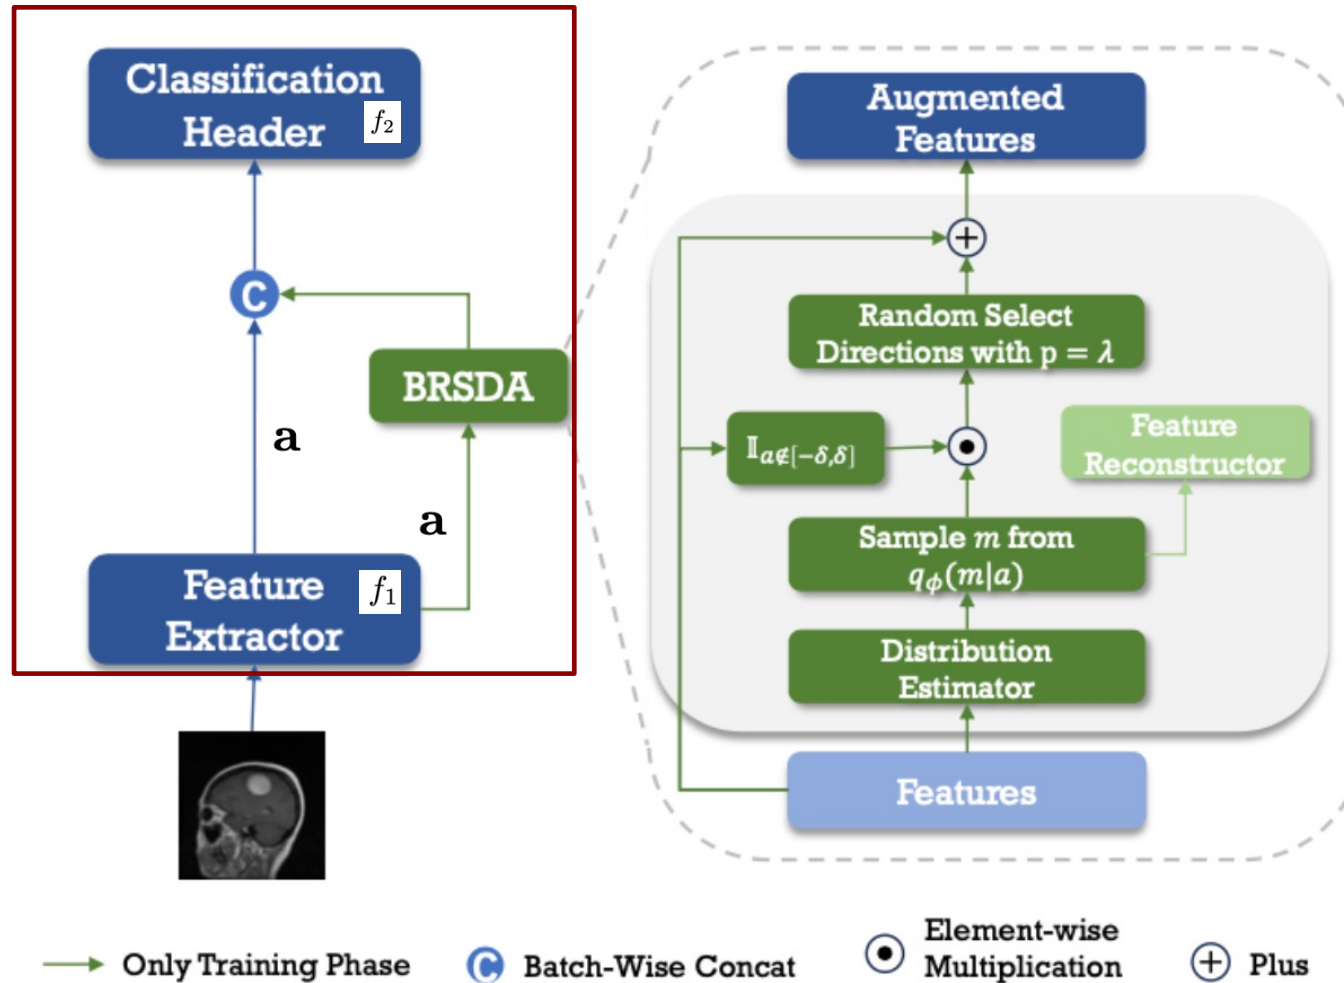 Classification
Header
f₂
C
BRSDA
a
a
Feature
Extractor
f₁
Augmented
Features
+
Random Select
Directions with p = λ
𝕀a∉[−δ,δ]
Feature
Reconstructor
Sample m from
qϕ(m|a)
Distribution
Estimator
Features
Only Training Phase
C
Batch-Wise Concat
Element-wise
Multiplication
+
Plus